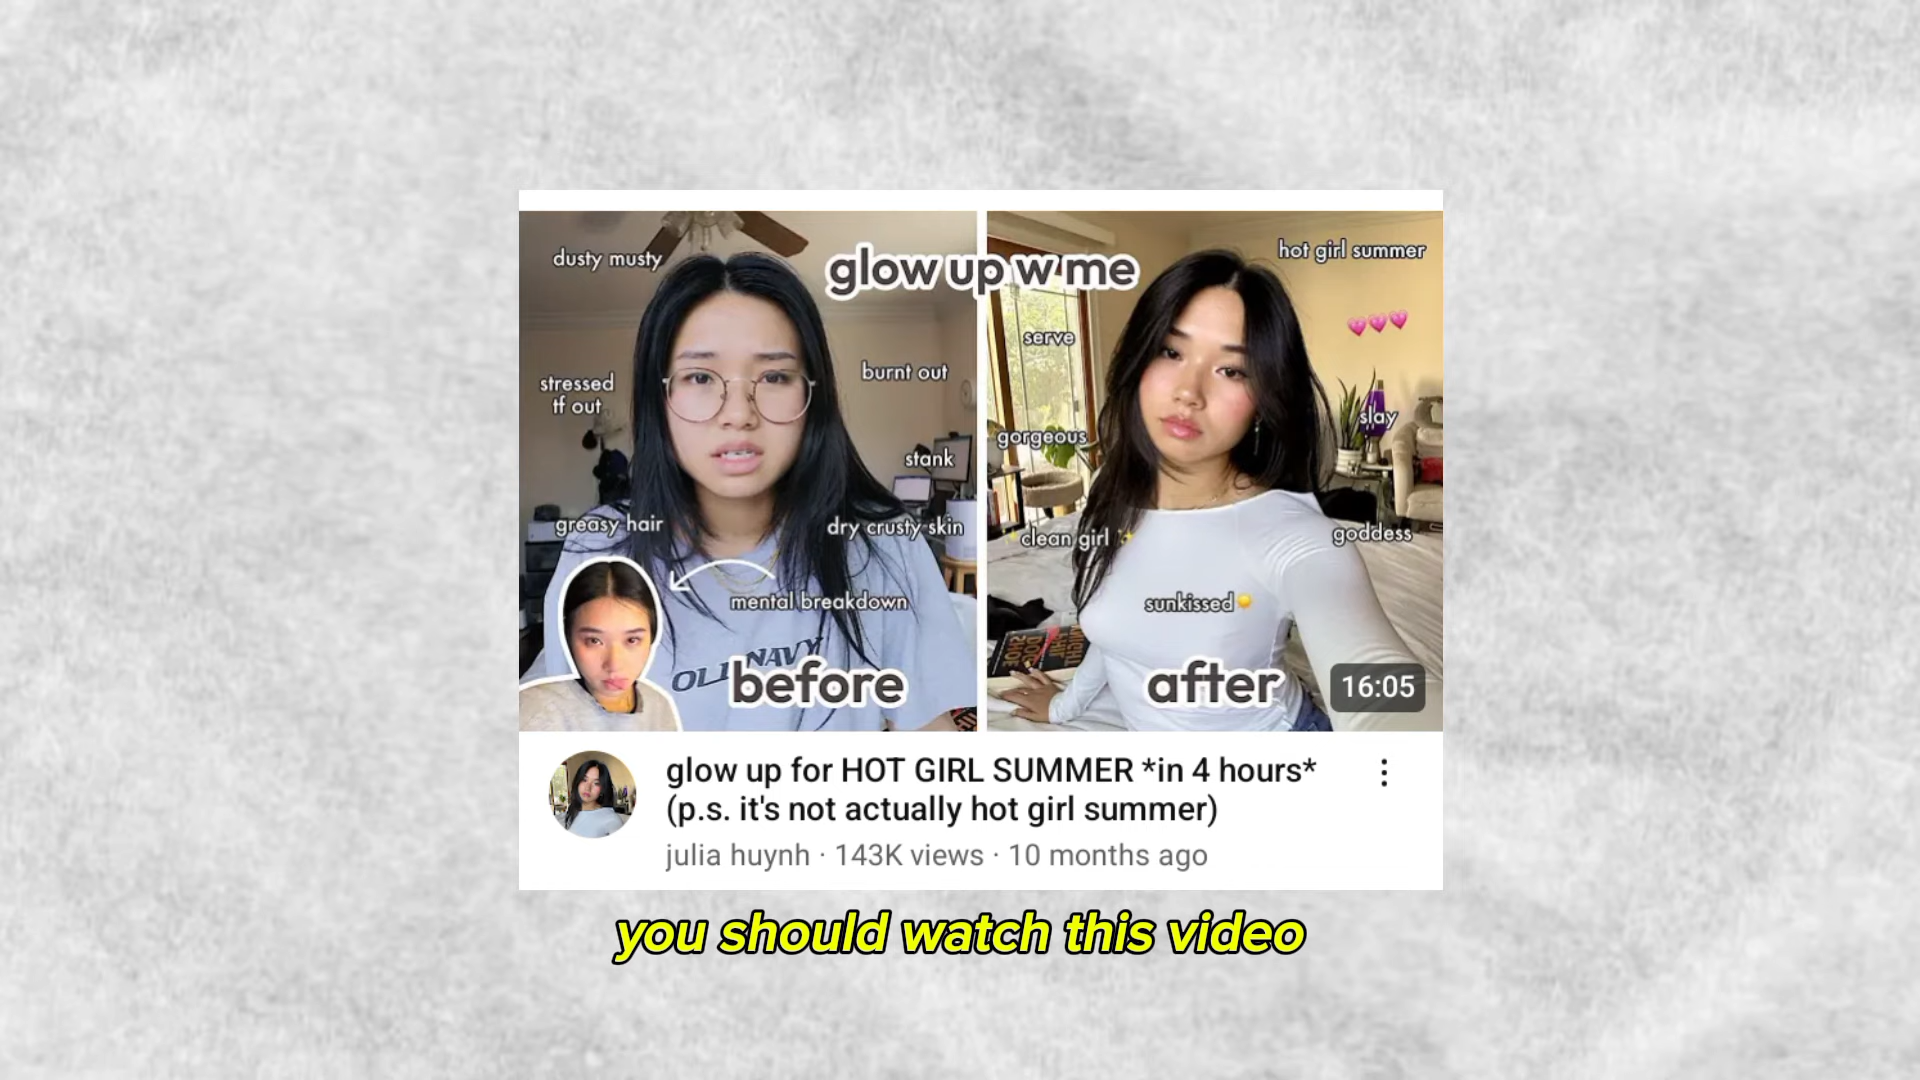 glow up w me
dusty musty
stressed
tf out
burnt out
stank
greasy hair
dry crusty skin
mental breakdown
OLD NAVY
before
hot girl summer
serve
slay
gorgeous
clean girl
goddess
sunkissed
after
16:05
glow up for HOT GIRL SUMMER *in 4 hours*
(p.s. it's not actually hot girl summer)
julia huynh · 143K views · 10 months ago
you should watch this video